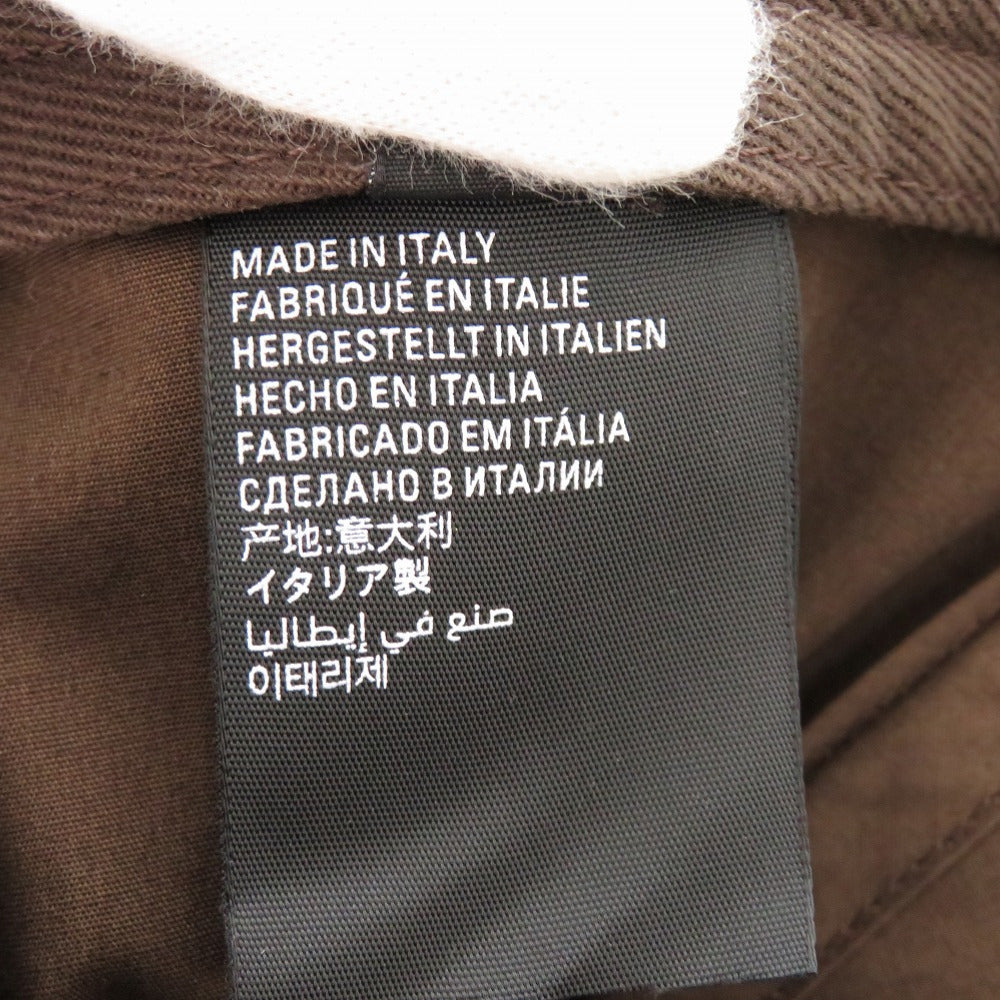 MADE IN ITALY
FABRIQUÉ EN ITALIE
HERGESTELLT IN ITALIEN
HECHO EN ITALIA
FABRICADO EM ITÁLIA
СДЕЛАНО В ИТАЛИИ
产地:意大利
イタリア製
صنع في إيطاليا
이태리제